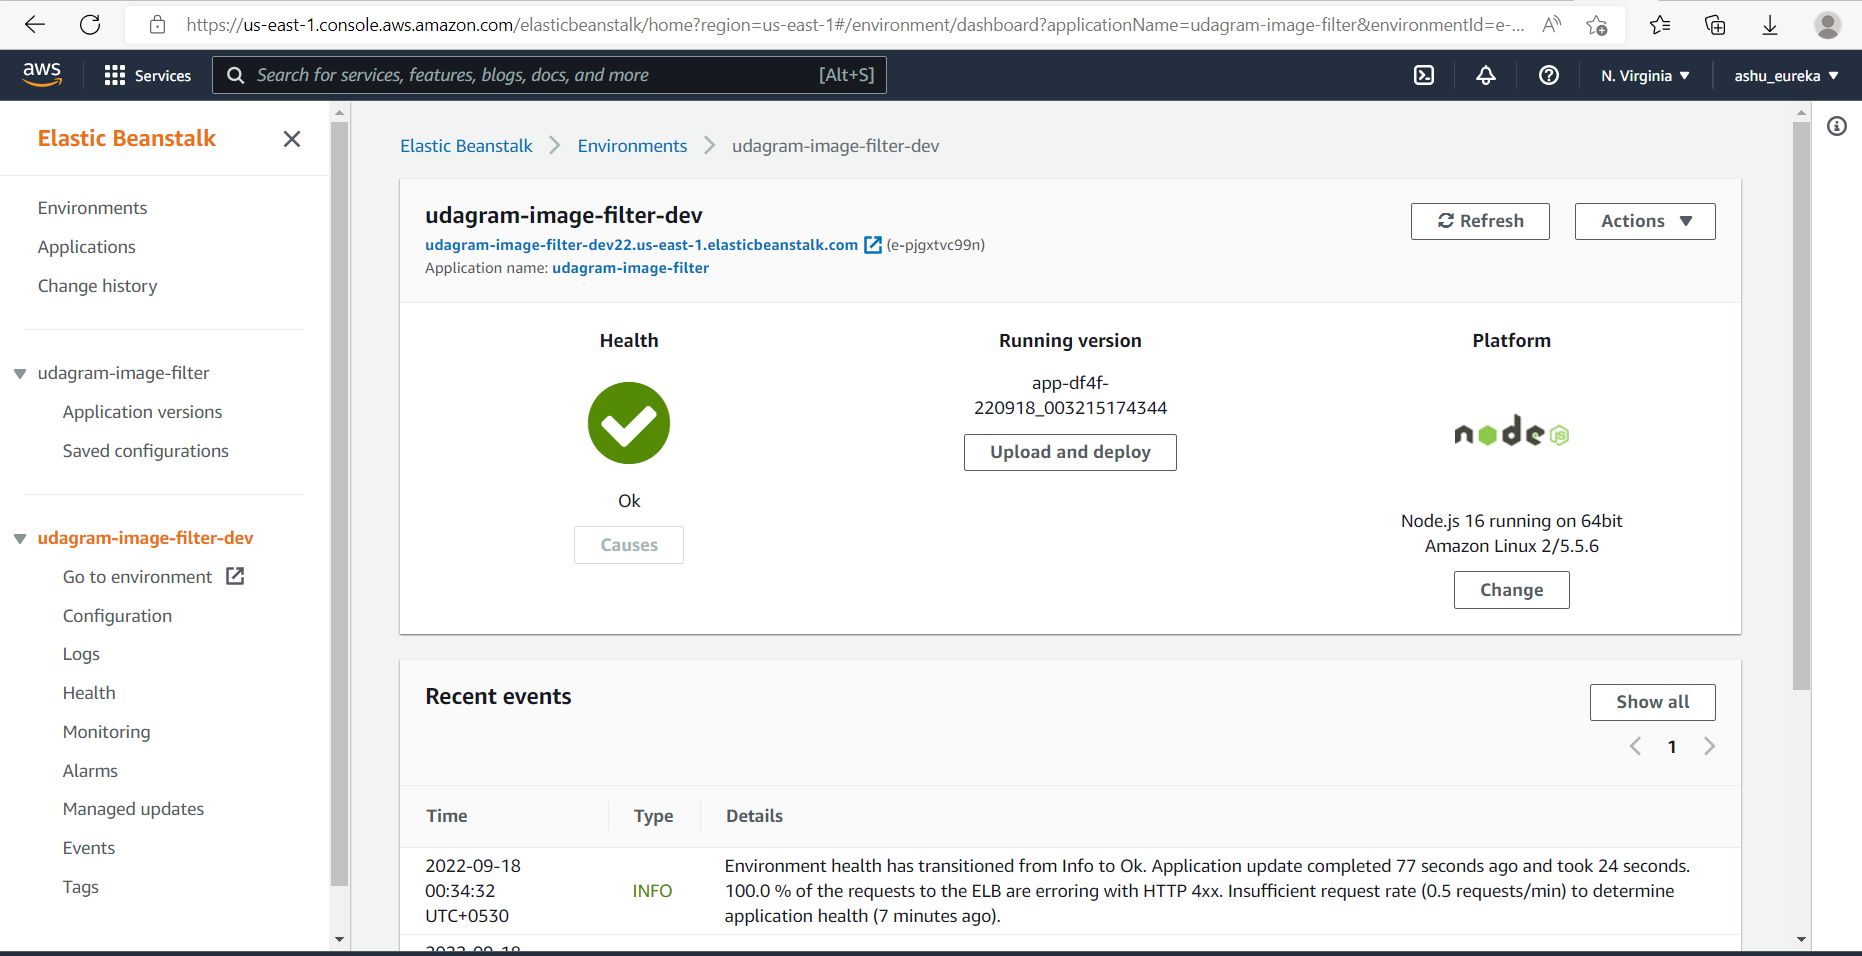 https://us-east-1.console.aws.amazon.com/elasticbeanstalk/home?region=us-east-1#/environment/dashboard?applicationName=udagram-image-filter&environmentId=e-...
aws
Services
Search for services, features, blogs, docs, and more
[Alt+S]
N. Virginia
ashu_eureka
Elastic Beanstalk
Environments
Applications
Change history
udagram-image-filter
Application versions
Saved configurations
udagram-image-filter-dev
Go to environment
Configuration
Logs
Health
Monitoring
Alarms
Managed updates
Events
Tags
Elastic Beanstalk
Environments
udagram-image-filter-dev
udagram-image-filter-dev
udagram-image-filter-dev22.us-east-1.elasticbeanstalk.com (e-pjgxtvc99n)
Application name: udagram-image-filter
Refresh
Actions
Health
Ok
Causes
Running version
app-df4f-
220918_003215174344
Upload and deploy
Platform
node JS
Node.js 16 running on 64bit
Amazon Linux 2/5.5.6
Change
Recent events
Show all
1
Time
Type
Details
2022-09-18
00:34:32
UTC+0530
INFO
Environment health has transitioned from Info to Ok. Application update completed 77 seconds ago and took 24 seconds.
100.0 % of the requests to the ELB are erroring with HTTP 4xx. Insufficient request rate (0.5 requests/min) to determine
application health (7 minutes ago).
2022-09-18